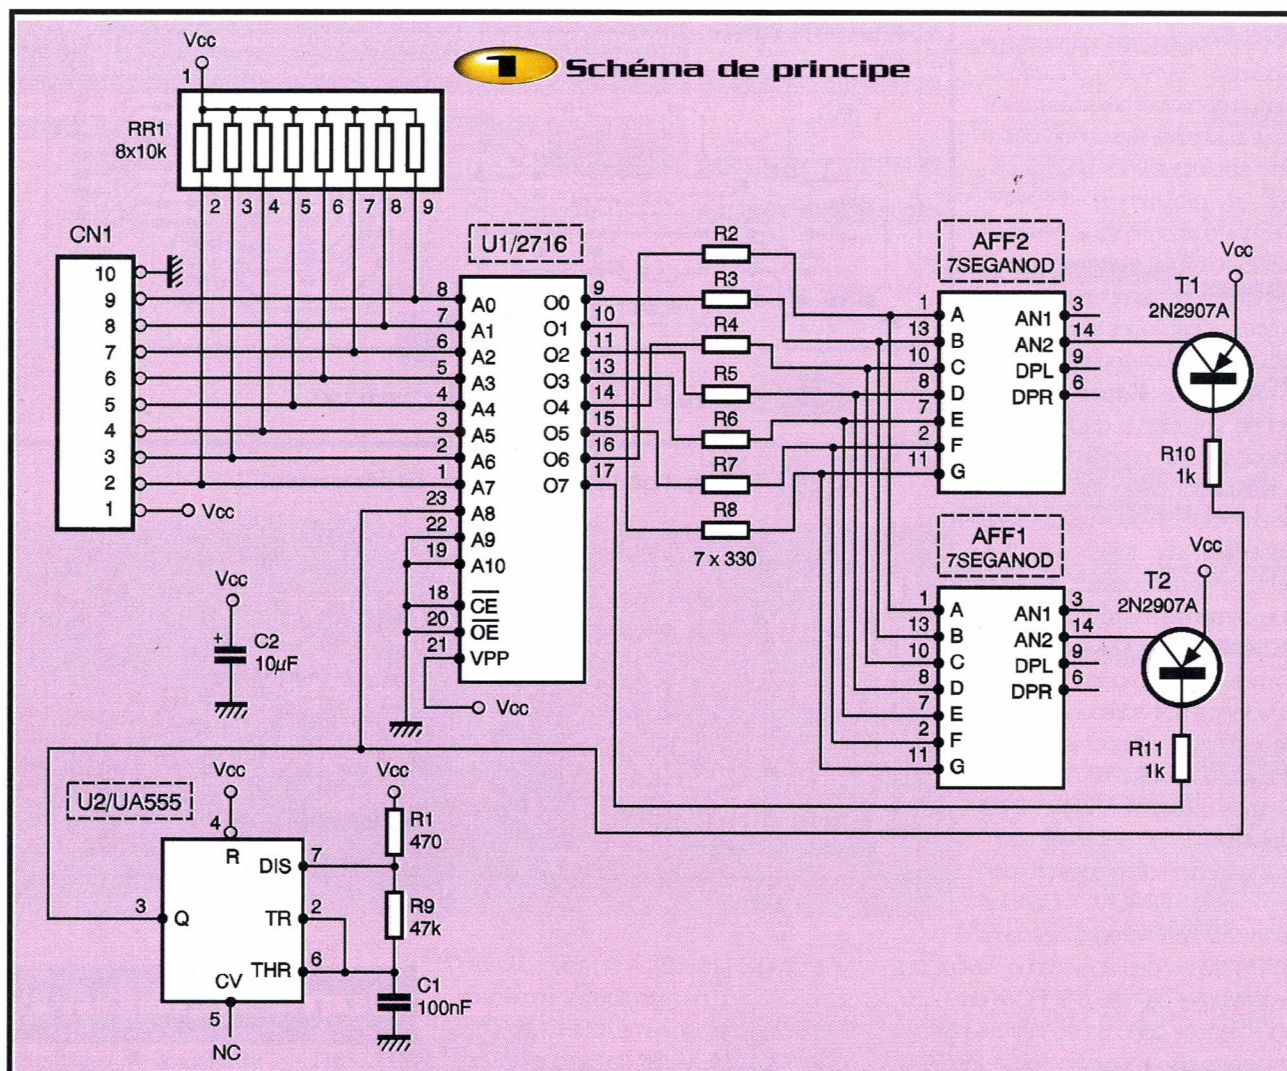 1 Schéma de principe
Vcc
1
RR1
8x10k
2 3 4 5 6 7 8 9
CN1
10
9
8
7
6
5
4
3
2
1
Vcc
U1/2716
8 A0
7 A1
6 A2
5 A3
4 A4
3 A5
2 A6
1 A7
23 A8
22 A9
19 A10
18 CE
20 OE
21 VPP
Vcc
O0 9
O1 10
O2 11
O3 13
O4 14
O5 15
O6 16
O7 17
R2
R3
R4
R5
R6
R7
R8
7 x 330
AFF2
7SEGANOD
1 A
13 B
10 C
8 D
7 E
2 F
11 G
AN1 3
AN2 14
DPL 9
DPR 6
Vcc
T1
2N2907A
R10
1k
AFF1
7SEGANOD
1 A
13 B
10 C
8 D
7 E
2 F
11 G
AN1 3
AN2 14
DPL 9
DPR 6
Vcc
T2
2N2907A
R11
1k
Vcc
+
C2
10µF
U2/UA555
Vcc
4
R
DIS 7
3 Q
TR 2
THR 6
CV
5
NC
Vcc
R1
470
R9
47k
C1
100nF